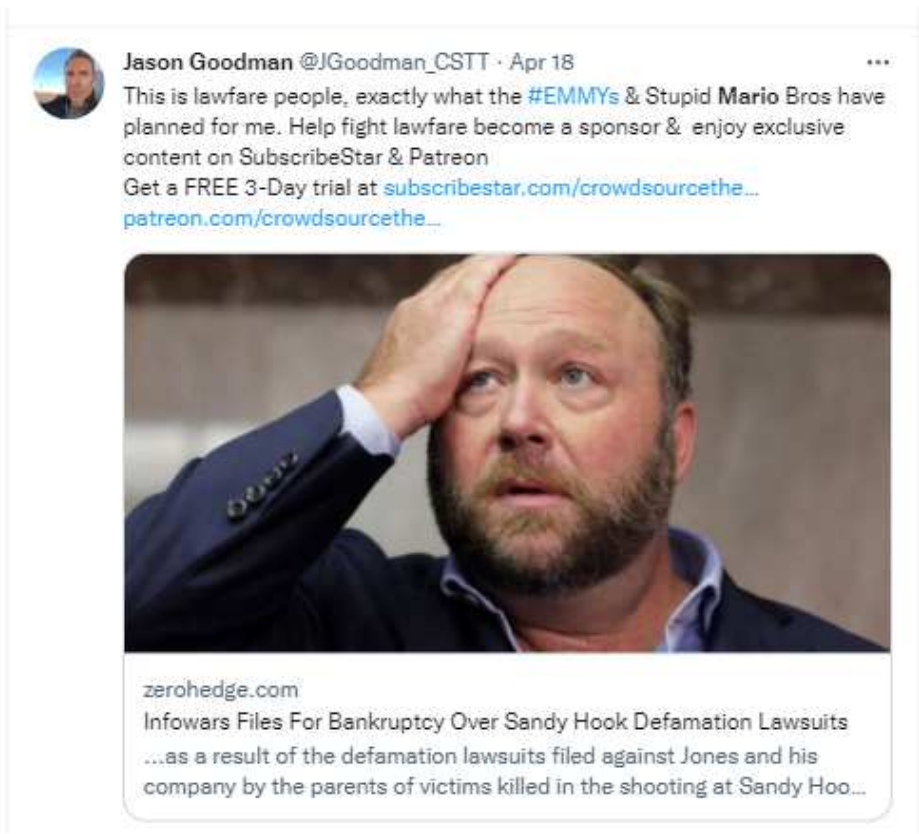 Jason Goodman @JGoodman_CSTT · Apr 18
This is lawfare people, exactly what the #EMMYs & Stupid Mario Bros have
planned for me. Help fight lawfare become a sponsor & enjoy exclusive
content on SubscribeStar & Patreon
Get a FREE 3-Day trial at subscribestar.com/crowdsourcethe...
patreon.com/crowdsourcethe...
zerohedge.com
Infowars Files For Bankruptcy Over Sandy Hook Defamation Lawsuits
...as a result of the defamation lawsuits filed against Jones and his
company by the parents of victims killed in the shooting at Sandy Hoo...